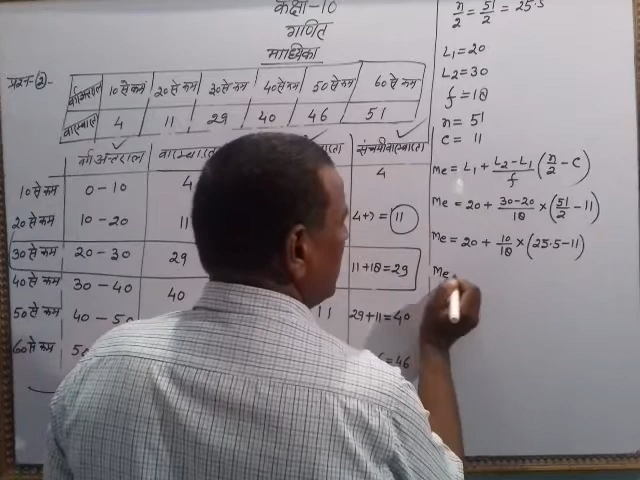 कक्षा-10
गणित
माध्यिका
प्रश्न-(2)-
वर्गअन्तराल 10 से कम 20 से कम 30 से कम 40 से कम 50 से कम 60 से कम
वारम्वारता 4 11 29 40 46 51
वर्ग अन्तराल वारम्वारता संचयीवारम्वारता
10 से कम 0-10 4 4
20 से कम 10-20 11 4+7=11
30 से कम 20-30 29 11+18=29
40 से कम 30-40 40 29+11=40
50 से कम 40-50 11
60 से कम =46
n/2 = 51/2 = 25.5
L1=20
L2=30
f=18
n=51
c= 11
Me = L1 + L2-L1/f (n/2 - c)
Me = 20 + 30-20/18 × (51/2 - 11)
Me = 20 + 10/18 × (25.5-11)
Me